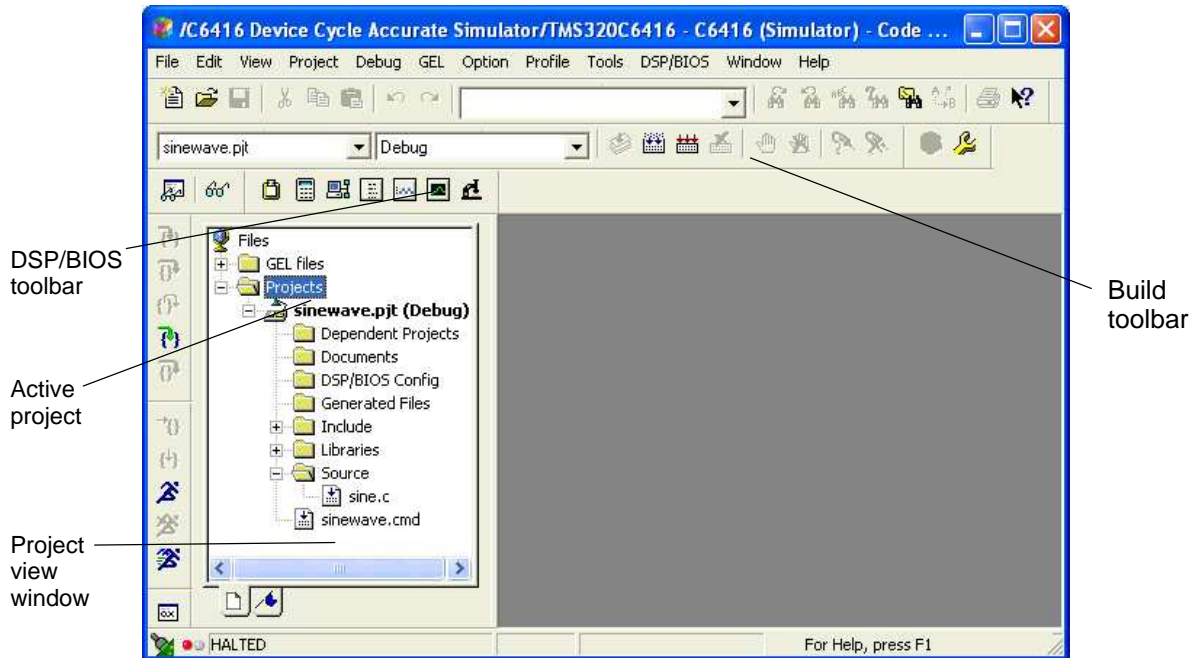 /C6416 Device Cycle Accurate Simulator/TMS320C6416 - C6416 (Simulator) - Code ...
File Edit View Project Debug GEL Option Profile Tools DSP/BIOS Window Help
sinewave.pjt Debug
Files
GEL files
Projects
sinewave.pjt (Debug)
Dependent Projects
Documents
DSP/BIOS Config
Generated Files
Include
Libraries
Source
sine.c
sinewave.cmd
HALTED
For Help, press F1
DSP/BIOS
toolbar
Active
project
Project
view
window
Build
toolbar